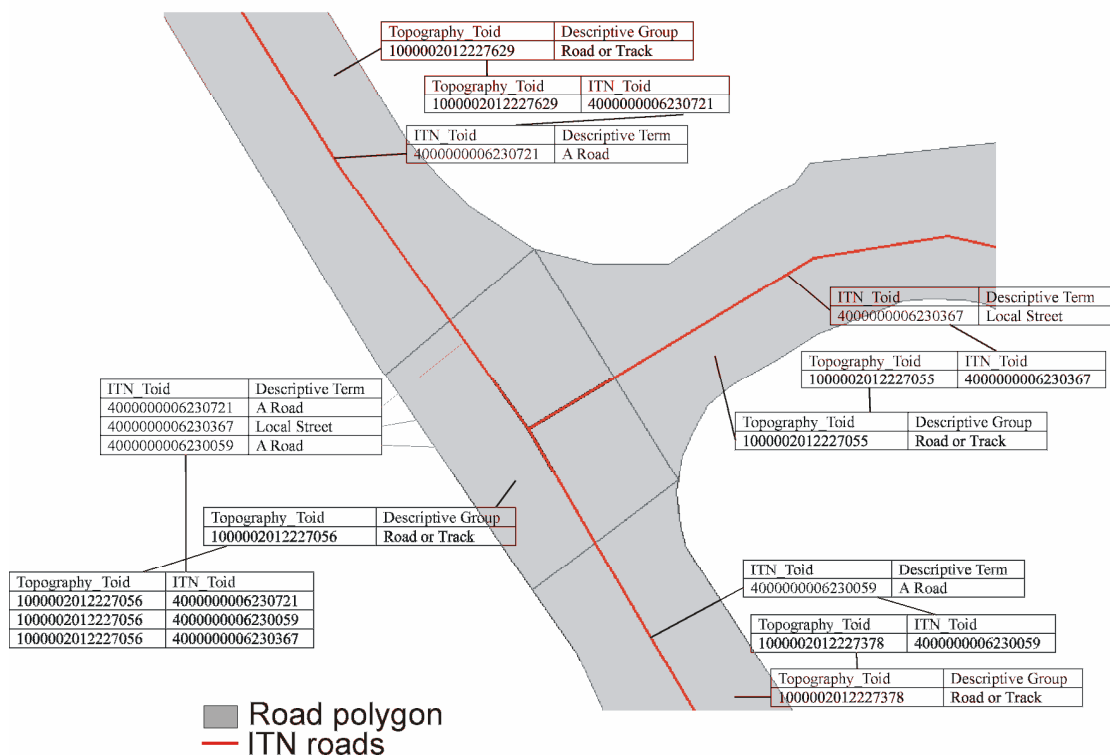 Topography_Toid Descriptive Group
1000002012227629 Road or Track
Topography_Toid ITN_Toid
1000002012227629 4000000006230721
ITN_Toid Descriptive Term
4000000006230721 A Road
ITN_Toid Descriptive Term
4000000006230367 Local Street
Topography_Toid ITN_Toid
1000002012227055 4000000006230367
Topography_Toid Descriptive Group
1000002012227055 Road or Track
ITN_Toid Descriptive Term
4000000006230721 A Road
4000000006230367 Local Street
4000000006230059 A Road
Topography_Toid Descriptive Group
1000002012227056 Road or Track
Topography_Toid ITN_Toid
1000002012227056 4000000006230721
1000002012227056 4000000006230059
1000002012227056 4000000006230367
ITN_Toid Descriptive Term
4000000006230059 A Road
Topography_Toid ITN_Toid
1000002012227378 4000000006230059
Topography_Toid Descriptive Group
1000002012227378 Road or Track
Road polygon
ITN roads